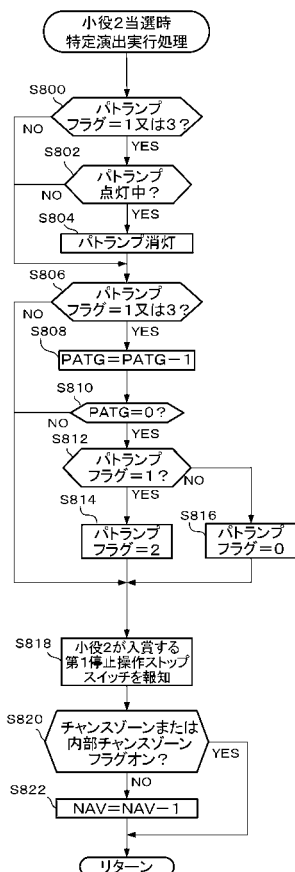 小役2当選時
特定演出実行処理
S800
パトランプ
フラグ=1又は3?
NO
YES
S802
パトランプ
点灯中?
NO
YES
S804
パトランプ消灯
S806
パトランプ
フラグ=1又は3?
NO
YES
S808
PATG=PATG-1
S810
PATG=0?
NO
YES
S812
パトランプ
フラグ=1?
NO
YES
S814
パトランプ
フラグ=2
S816
パトランプ
フラグ=0
S818
小役2が入賞する
第1停止操作ストップ
スイッチを報知
S820
チャンスゾーンまたは
内部チャンスゾーン
フラグオン?
YES
NO
S822
NAV=NAV-1
リターン